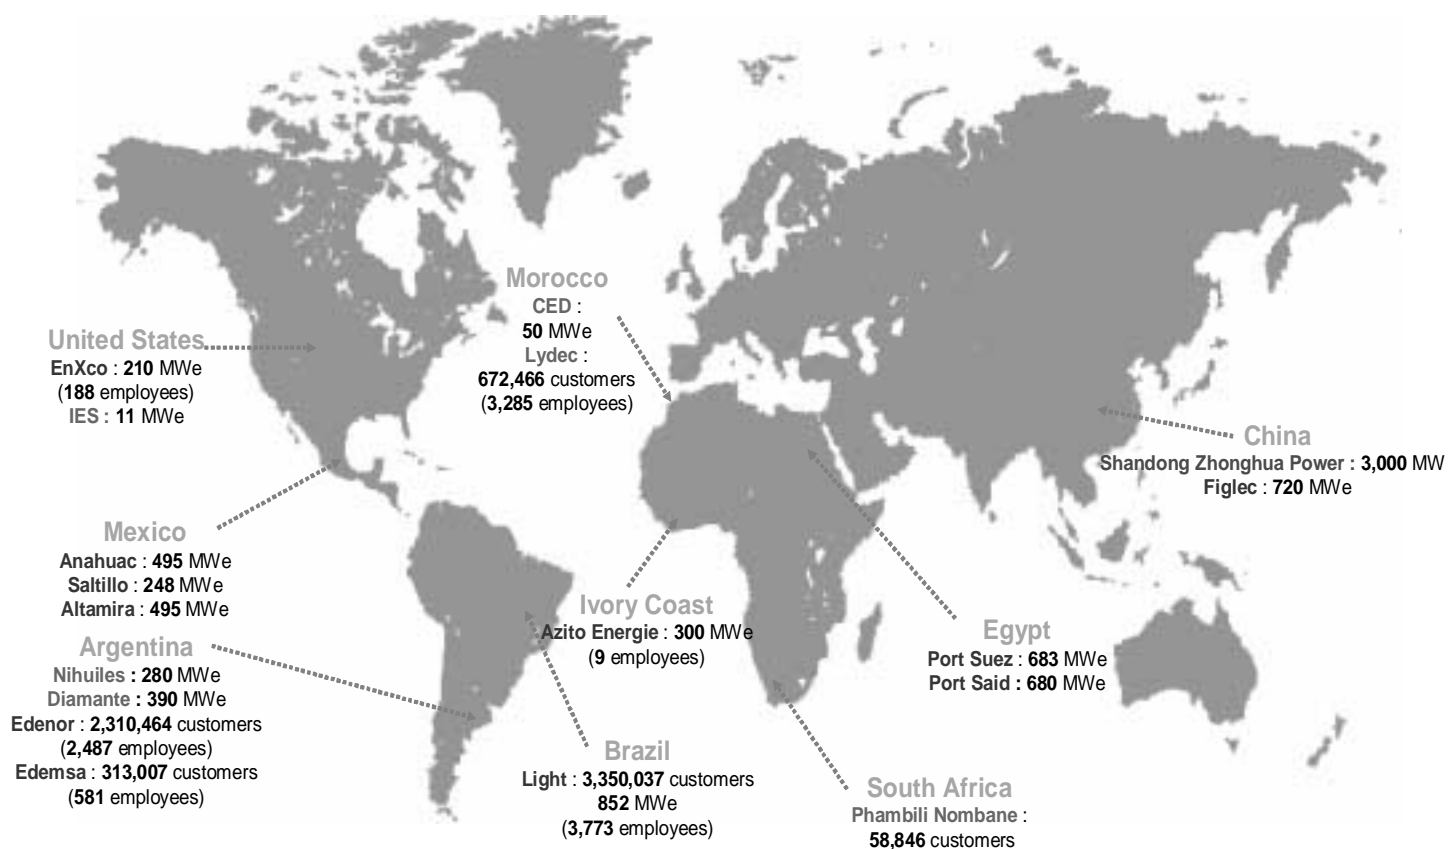 Morocco
CED :
50 MWe
Lydec :
672,466 customers
(3,285 employees)
United States
EnXco : 210 MWe
(188 employees)
IES : 11 MWe
China
Shandong Zhonghua Power : 3,000 MW
Figlec : 720 MWe
Mexico
Anahuac : 495 MWe
Saltillo : 248 MWe
Altamira : 495 MWe
Ivory Coast
Azito Energie : 300 MWe
(9 employees)
Egypt
Port Suez : 683 MWe
Port Said : 680 MWe
Argentina
Nihuiles : 280 MWe
Diamante : 390 MWe
Edenor : 2,310,464 customers
(2,487 employees)
Edemsa : 313,007 customers
(581 employees)
Brazil
Light : 3,350,037 customers
852 MWe
(3,773 employees)
South Africa
Phambili Nombane :
58,846 customers